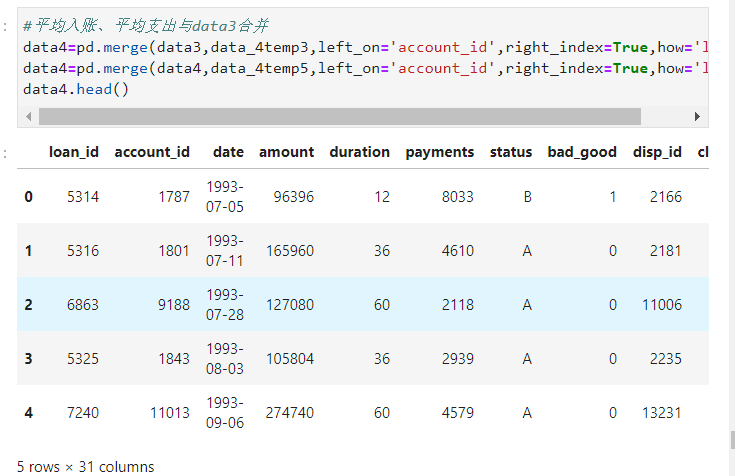 :
#平均入账、平均支出与data3合并
data4=pd.merge(data3,data_4temp3,left_on='account_id',right_index=True,how='l
data4=pd.merge(data4,data_4temp5,left_on='account_id',right_index=True,how='l
data4.head()
:
loan_id account_id date amount duration payments status bad_good disp_id cl
0 5314 1787 1993-07-05 96396 12 8033 B 1 2166
1 5316 1801 1993-07-11 165960 36 4610 A 0 2181
2 6863 9188 1993-07-28 127080 60 2118 A 0 11006
3 5325 1843 1993-08-03 105804 36 2939 A 0 2235
4 7240 11013 1993-09-06 274740 60 4579 A 0 13231
5 rows × 31 columns